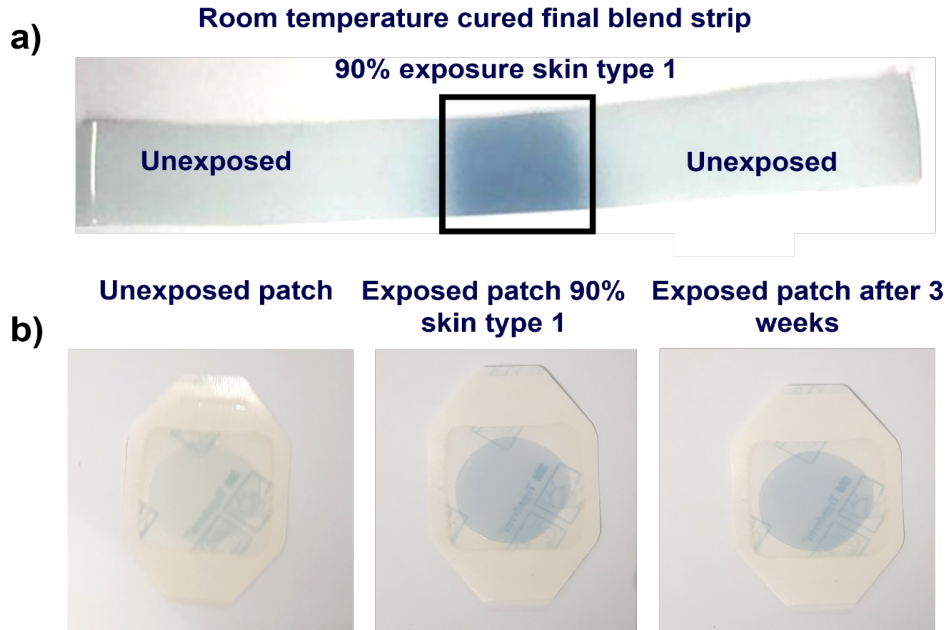 a)
Room temperature cured final blend strip
90% exposure skin type 1
Unexposed
Unexposed
b)
Unexposed patch
Exposed patch 90%
skin type 1
Exposed patch after 3
weeks